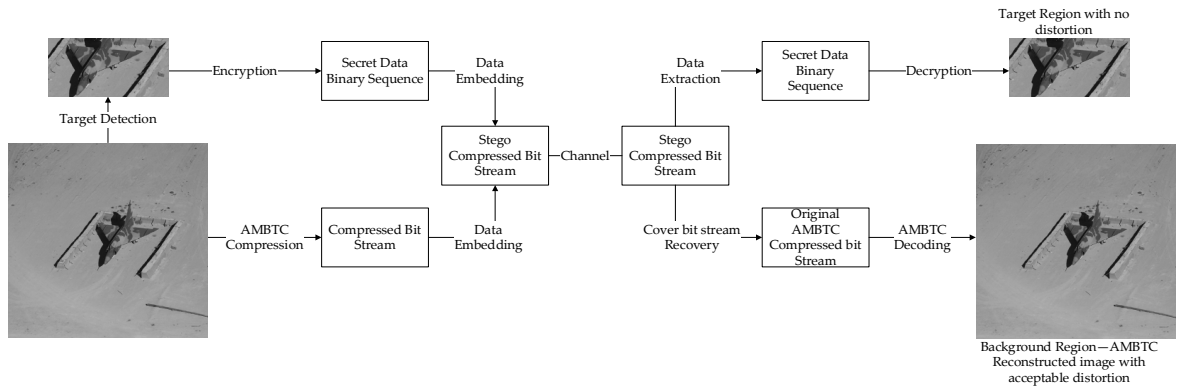 Target Region with no
distortion
Encryption
Secret Data
Binary Sequence
Data
Embedding
Data
Extraction
Secret Data
Binary
Sequence
Decryption
Target Detection
Stego
Compressed Bit
Stream
Channel
Stego
Compressed Bit
Stream
AMBTC
Compression
Compressed Bit
Stream
Data
Embedding
Cover bit stream
Recovery
Original
AMBTC
Compressed bit
Stream
AMBTC
Decoding
Background Region—AMBTC
Reconstructed image with
acceptable distortion